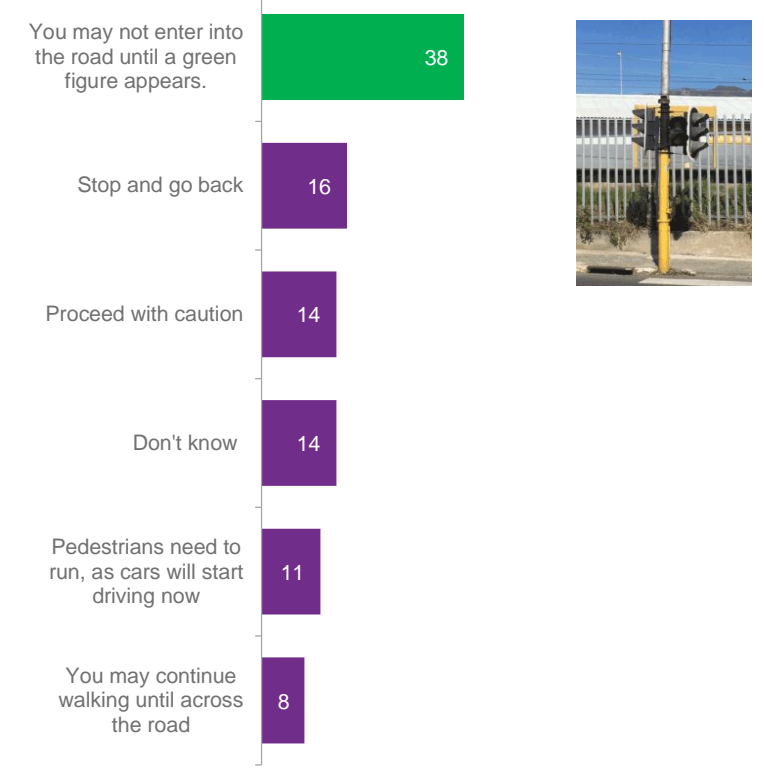 You may not enter into
the road until a green
figure appears.
38
Stop and go back
16
Proceed with caution
14
Don't know
14
Pedestrians need to
run, as cars will start
driving now
11
You may continue
walking until across
the road
8